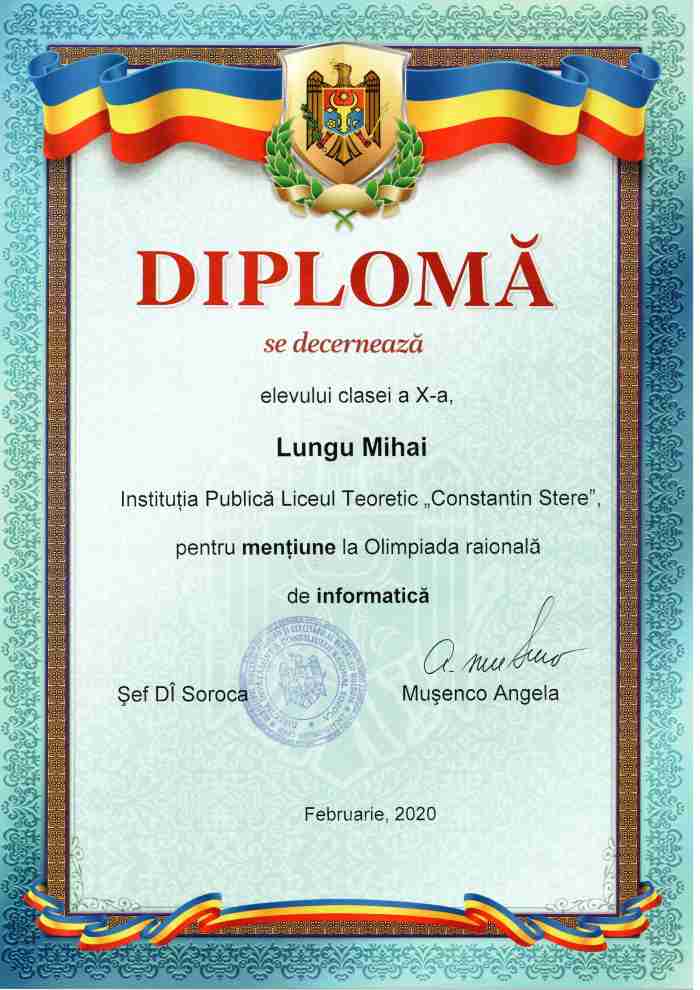 DIPLOMĂ
se decernează
elevului clasei a X-a,
Lungu Mihai
Instituția Publică Liceul Teoretic „Constantin Stere”,
pentru mențiune la Olimpiada raională
de informatică
Şef DÎ Soroca
Muşenco Angela
Februarie, 2020